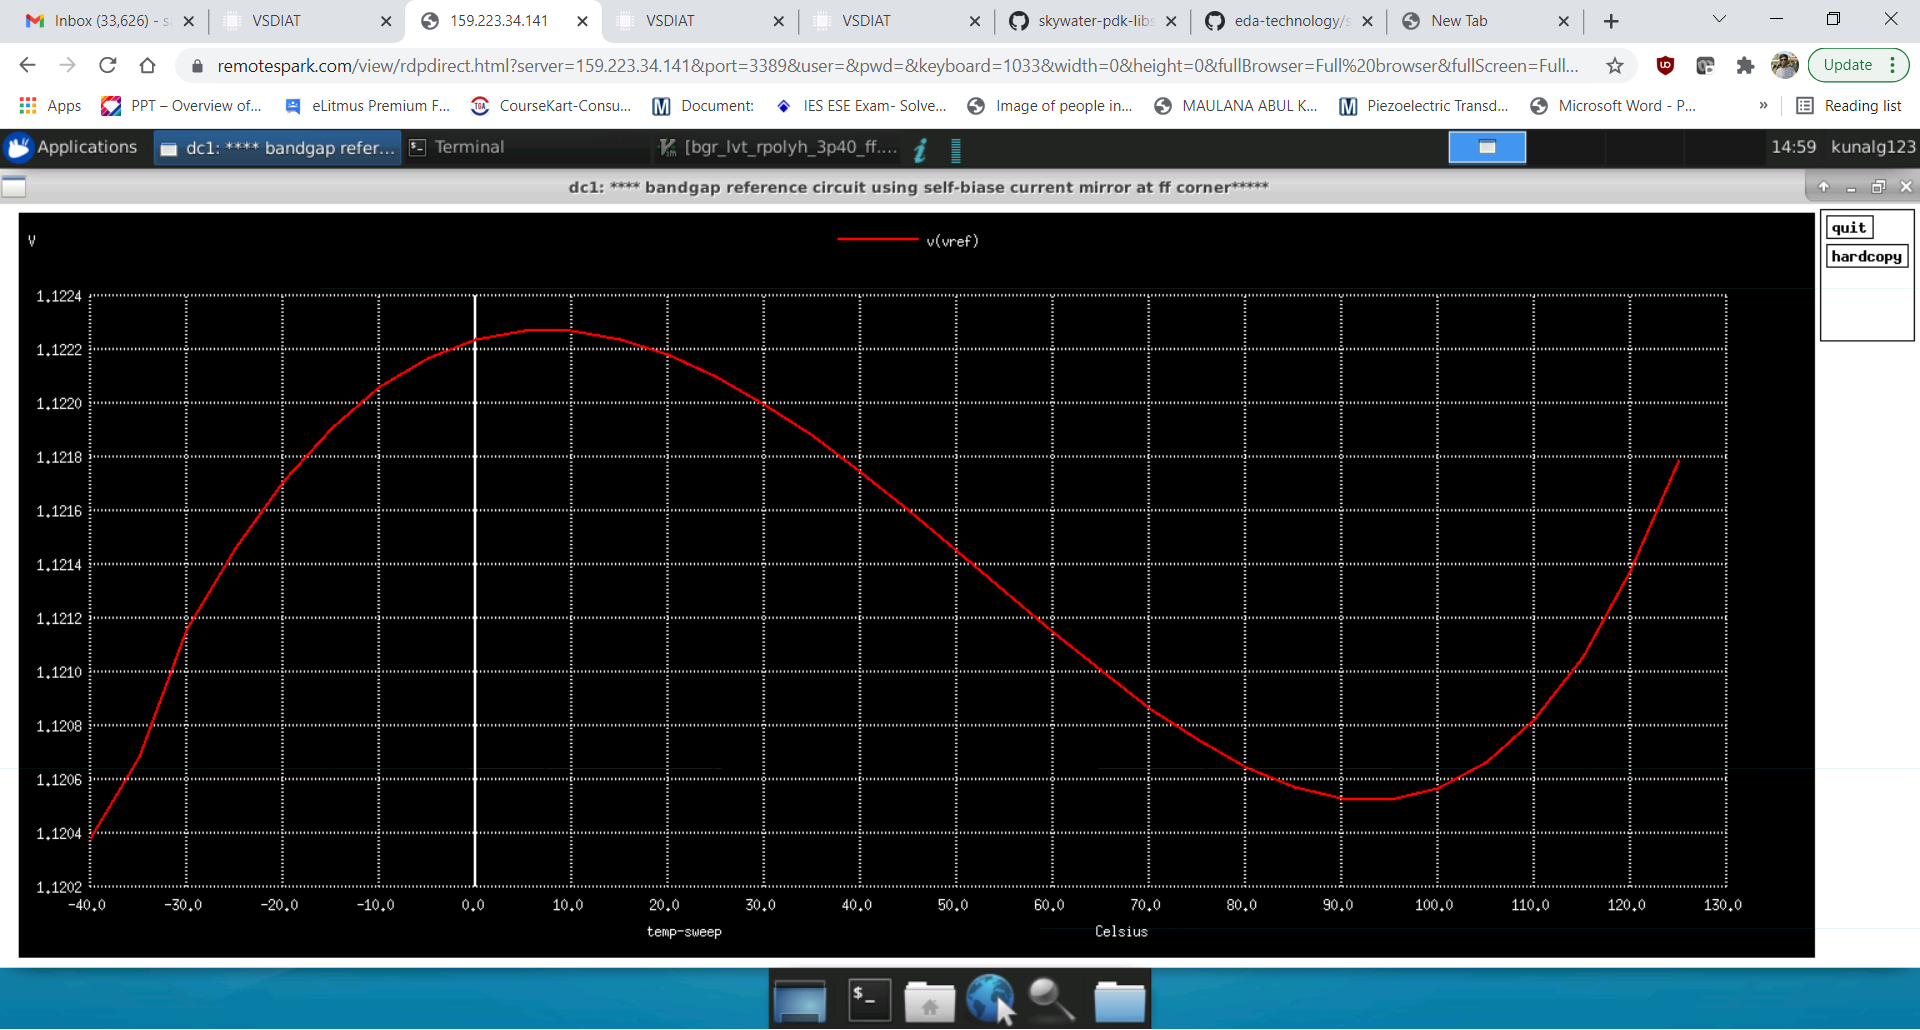 Inbox (33,626) - s
VSDIAT
159.223.34.141
VSDIAT
VSDIAT
skywater-pdk-libs
eda-technology/s
New Tab
remotespark.com/view/rdpdirect.html?server=159.223.34.141&port=3389&user=&pwd=&keyboard=1033&width=0&height=0&fullBrowser=Full%20browser&fullScreen=Full...
Update
Apps
PPT – Overview of...
eLitmus Premium F...
CourseKart-Consu...
Document:
IES ESE Exam- Solve...
Image of people in...
MAULANA ABUL K...
Piezoelectric Transd...
Microsoft Word - P...
»
Reading list
Applications
dc1: **** bandgap refer...
Terminal
[bgr_lvt_rpolyh_3p40_ff....
14:59
kunalg123
dc1: **** bandgap reference circuit using self-biase current mirror at ff corner*****
quit
hardcopy
V
v(vref)
1.1224
1.1222
1.1220
1.1218
1.1216
1.1214
1.1212
1.1210
1.1208
1.1206
1.1204
1.1202
-40.0 -30.0 -20.0 -10.0 0.0 10.0 20.0 30.0 40.0 50.0 60.0 70.0 80.0 90.0 100.0 110.0 120.0 130.0
temp-sweep
Celsius
$_